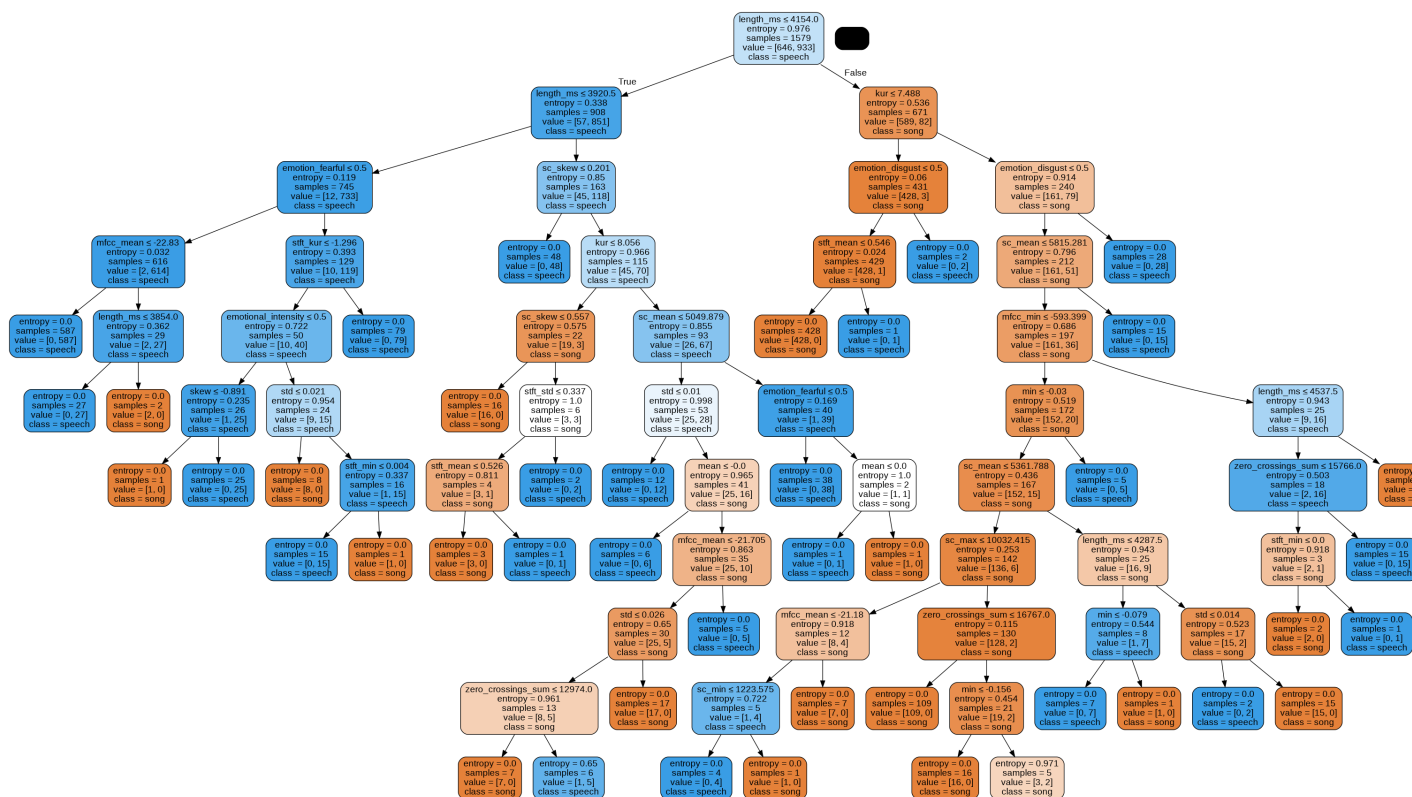 length_ms ≤ 4154.0
entropy = 0.976
samples = 1579
value = [646, 933]
class = speech
True
False
length_ms ≤ 3920.5
entropy = 0.338
samples = 908
value = [57, 851]
class = speech
kur ≤ 7.488
entropy = 0.536
samples = 671
value = [589, 82]
class = song
emotion_fearful ≤ 0.5
entropy = 0.119
samples = 745
value = [12, 733]
class = speech
sc_skew ≤ 0.201
entropy = 0.85
samples = 163
value = [45, 118]
class = speech
emotion_disgust ≤ 0.5
entropy = 0.06
samples = 431
value = [428, 3]
class = song
emotion_disgust ≤ 0.5
entropy = 0.914
samples = 240
value = [161, 79]
class = song
mfcc_mean ≤ -22.83
entropy = 0.032
samples = 616
value = [2, 614]
class = speech
stft_kur ≤ -1.296
entropy = 0.393
samples = 129
value = [10, 119]
class = speech
entropy = 0.0
samples = 48
value = [0, 48]
class = speech
kur ≤ 8.056
entropy = 0.966
samples = 115
value = [45, 70]
class = speech
stft_mean ≤ 0.546
entropy = 0.024
samples = 429
value = [428, 1]
class = song
entropy = 0.0
samples = 2
value = [0, 2]
class = speech
sc_mean ≤ 5815.281
entropy = 0.796
samples = 212
value = [161, 51]
class = song
entropy = 0.0
samples = 28
value = [0, 28]
class = speech
entropy = 0.0
samples = 587
value = [0, 587]
class = speech
length_ms ≤ 3854.0
entropy = 0.362
samples = 29
value = [2, 27]
class = speech
emotional_intensity ≤ 0.5
entropy = 0.722
samples = 50
value = [10, 40]
class = speech
entropy = 0.0
samples = 79
value = [0, 79]
class = speech
sc_skew ≤ 0.557
entropy = 0.575
samples = 22
value = [19, 3]
class = song
sc_mean ≤ 5049.879
entropy = 0.855
samples = 93
value = [26, 67]
class = speech
entropy = 0.0
samples = 428
value = [428, 0]
class = song
entropy = 0.0
samples = 1
value = [0, 1]
class = speech
mfcc_min ≤ -593.399
entropy = 0.686
samples = 197
value = [161, 36]
class = song
entropy = 0.0
samples = 15
value = [0, 15]
class = speech
entropy = 0.0
samples = 27
value = [0, 27]
class = speech
entropy = 0.0
samples = 2
value = [2, 0]
class = song
skew ≤ -0.891
entropy = 0.235
samples = 26
value = [1, 25]
class = speech
std ≤ 0.021
entropy = 0.954
samples = 24
value = [9, 15]
class = speech
entropy = 0.0
samples = 16
value = [16, 0]
class = song
stft_std ≤ 0.337
entropy = 1.0
samples = 6
value = [3, 3]
class = song
std ≤ 0.01
entropy = 0.998
samples = 53
value = [25, 28]
class = speech
emotion_fearful ≤ 0.5
entropy = 0.169
samples = 40
value = [1, 39]
class = speech
min ≤ -0.03
entropy = 0.519
samples = 172
value = [152, 20]
class = song
length_ms ≤ 4537.5
entropy = 0.943
samples = 25
value = [9, 16]
class = speech
entropy = 0.0
samples = 1
value = [1, 0]
class = song
entropy = 0.0
samples = 25
value = [0, 25]
class = speech
entropy = 0.0
samples = 8
value = [8, 0]
class = song
stft_min ≤ 0.004
entropy = 0.337
samples = 16
value = [1, 15]
class = speech
stft_mean ≤ 0.526
entropy = 0.811
samples = 4
value = [3, 1]
class = song
entropy = 0.0
samples = 2
value = [0, 2]
class = speech
entropy = 0.0
samples = 12
value = [0, 12]
class = speech
mean ≤ -0.0
entropy = 0.965
samples = 41
value = [25, 16]
class = song
entropy = 0.0
samples = 38
value = [0, 38]
class = speech
mean ≤ 0.0
entropy = 1.0
samples = 2
value = [1, 1]
class = song
sc_mean ≤ 5361.788
entropy = 0.436
samples = 167
value = [152, 15]
class = song
entropy = 0.0
samples = 5
value = [0, 5]
class = speech
zero_crossings_sum ≤ 15766.0
entropy = 0.503
samples = 18
value = [2, 16]
class = speech
entropy = 0.0
samples = 15
value = [0, 15]
class = speech
entropy = 0.0
samples = 1
value = [1, 0]
class = song
entropy = 0.0
samples = 3
value = [3, 0]
class = song
entropy = 0.0
samples = 1
value = [0, 1]
class = speech
entropy = 0.0
samples = 6
value = [0, 6]
class = speech
mfcc_mean ≤ -21.705
entropy = 0.863
samples = 35
value = [25, 10]
class = song
entropy = 0.0
samples = 1
value = [0, 1]
class = speech
entropy = 0.0
samples = 1
value = [1, 0]
class = song
sc_max ≤ 10032.415
entropy = 0.253
samples = 142
value = [136, 6]
class = song
length_ms ≤ 4287.5
entropy = 0.943
samples = 25
value = [16, 9]
class = song
stft_min ≤ 0.0
entropy = 0.918
samples = 3
value = [2, 1]
class = song
entropy = 0.0
samples = 15
value = [0, 15]
class = speech
std ≤ 0.026
entropy = 0.65
samples = 30
value = [25, 5]
class = song
entropy = 0.0
samples = 5
value = [0, 5]
class = speech
mfcc_mean ≤ -21.18
entropy = 0.918
samples = 12
value = [8, 4]
class = song
zero_crossings_sum ≤ 16767.0
entropy = 0.115
samples = 130
value = [128, 2]
class = song
min ≤ -0.079
entropy = 0.544
samples = 8
value = [1, 7]
class = speech
std ≤ 0.014
entropy = 0.523
samples = 17
value = [15, 2]
class = song
entropy = 0.0
samples = 2
value = [2, 0]
class = song
entropy = 0.0
samples = 1
value = [0, 1]
class = speech
zero_crossings_sum ≤ 12974.0
entropy = 0.961
samples = 13
value = [8, 5]
class = song
entropy = 0.0
samples = 17
value = [17, 0]
class = song
sc_min ≤ 1223.575
entropy = 0.722
samples = 5
value = [1, 4]
class = speech
entropy = 0.0
samples = 7
value = [7, 0]
class = song
entropy = 0.0
samples = 109
value = [109, 0]
class = song
min ≤ -0.156
entropy = 0.454
samples = 21
value = [19, 2]
class = song
entropy = 0.0
samples = 7
value = [0, 7]
class = speech
entropy = 0.0
samples = 1
value = [1, 0]
class = song
entropy = 0.0
samples = 2
value = [0, 2]
class = speech
entropy = 0.0
samples = 15
value = [15, 0]
class = song
entropy = 0.0
samples = 7
value = [7, 0]
class = song
entropy = 0.65
samples = 6
value = [1, 5]
class = speech
entropy = 0.0
samples = 4
value = [0, 4]
class = speech
entropy = 0.0
samples = 1
value = [1, 0]
class = song
entropy = 0.0
samples = 16
value = [16, 0]
class = song
entropy = 0.971
samples = 5
value = [3, 2]
class = song